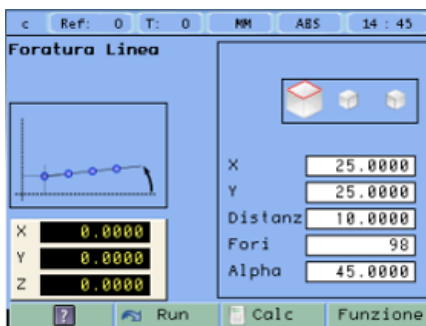 c Ref: 0 T: 0 MM ABS 14 : 45
Foratura Linea
X 25.0000
Y 25.0000
Distanz 10.0000
Fori 98
Alpha 45.0000
X 0.0000
Y 0.0000
Z 0.0000
? Run Calc Funzione